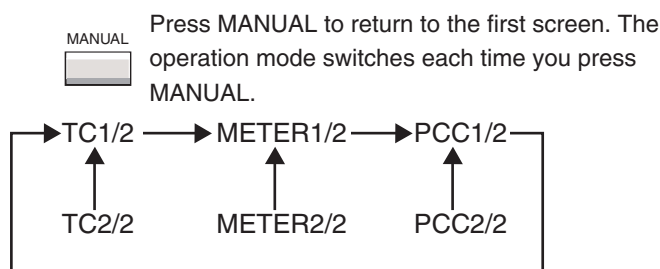 MANUAL
Press MANUAL to return to the first screen. The
operation mode switches each time you press
MANUAL.
TC1/2 METER1/2 PCC1/2
TC2/2 METER2/2 PCC2/2